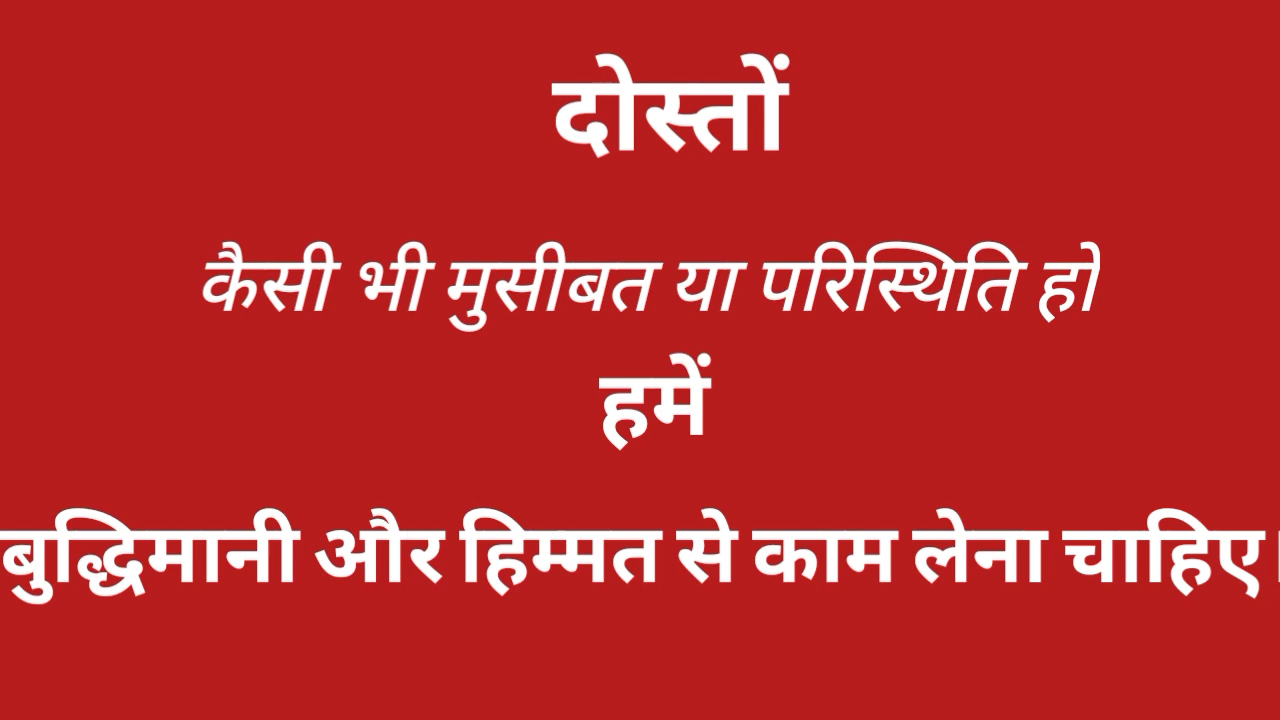 दोस्तों
कैसी भी मुसीबत या परिस्थिति हो
हमें
बुद्धिमानी और हिम्मत से काम लेना चाहिए।